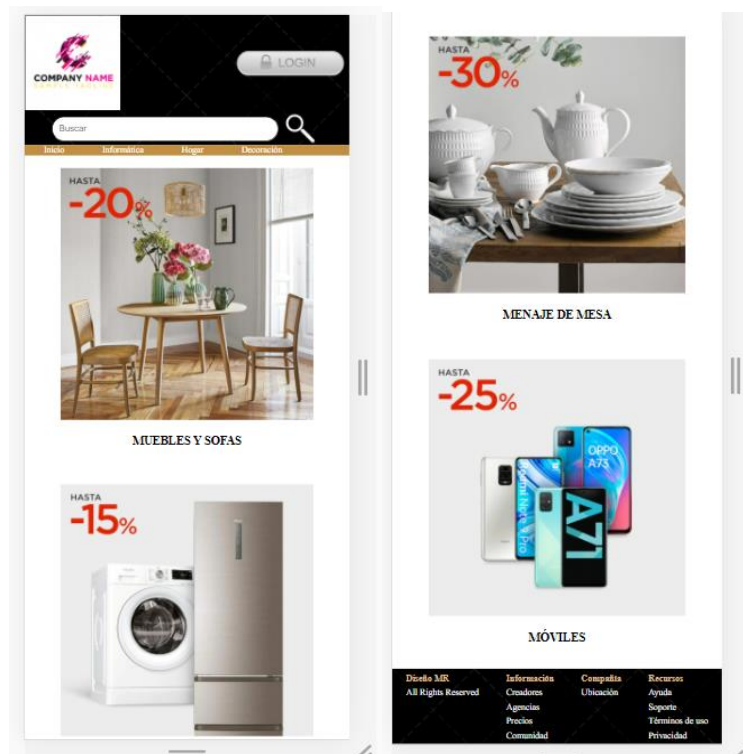 COMPANY NAME
SAMPLE TAGLINE
LOGIN
Buscar
Inicio Informática Hogar Decoración
HASTA
-20%
MUEBLES Y SOFAS
HASTA
-15%
HASTA
-30%
MENAJE DE MESA
HASTA
-25%
OPPO
A73
Redmi Note 9 Pro
A71
MÓVILES
Diseño MR Información Compañía Recursos
All Rights Reserved Creadores Ubicación Ayuda
Agencias Soporte
Precios Términos de uso
Comunidad Privacidad